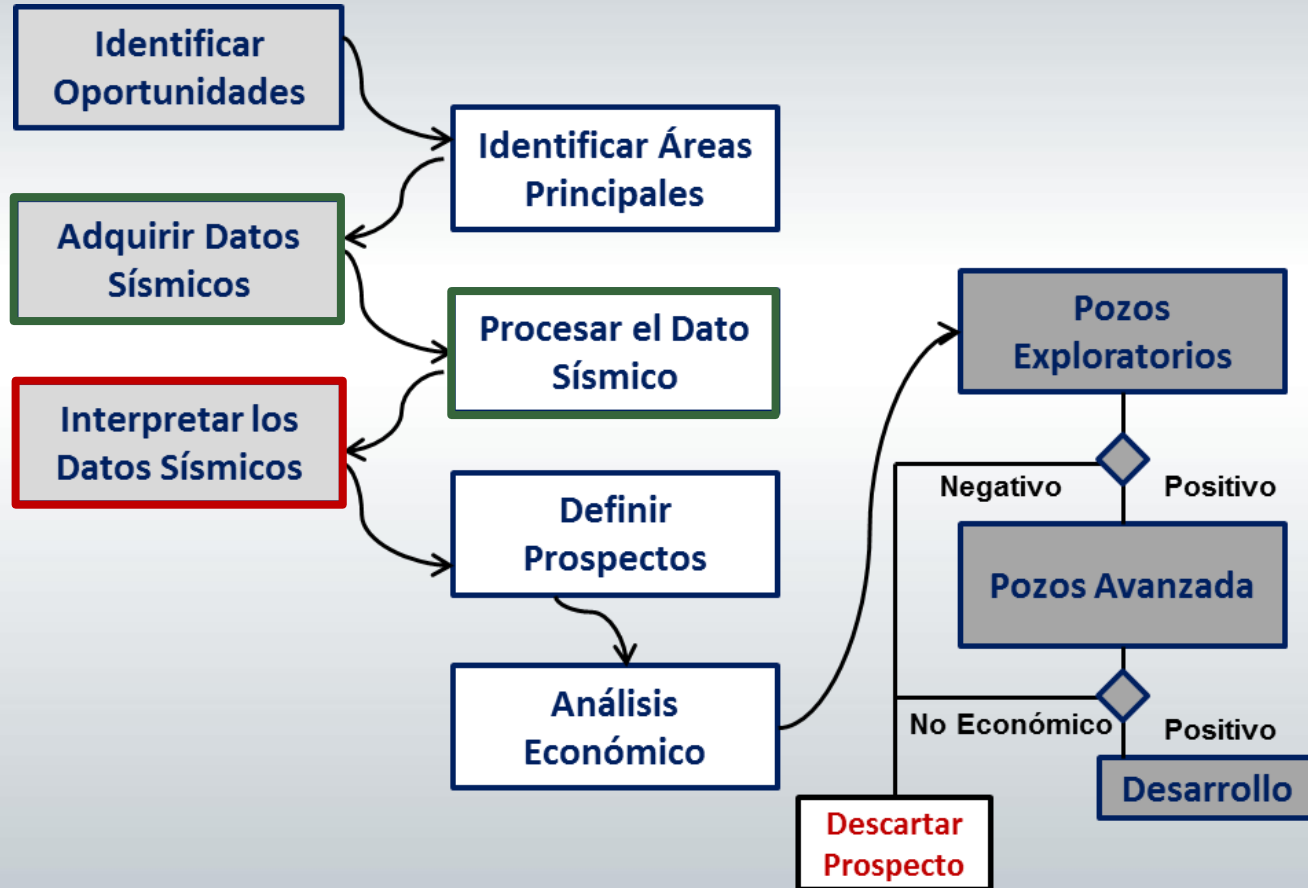 Identificar
Oportunidades
Identificar Áreas
Principales
Adquirir Datos
Sísmicos
Procesar el Dato
Sísmico
Interpretar los
Datos Sísmicos
Definir
Prospectos
Análisis
Económico
Pozos
Exploratorios
Negativo
Positivo
Pozos Avanzada
No Económico
Positivo
Desarrollo
Descartar
Prospecto